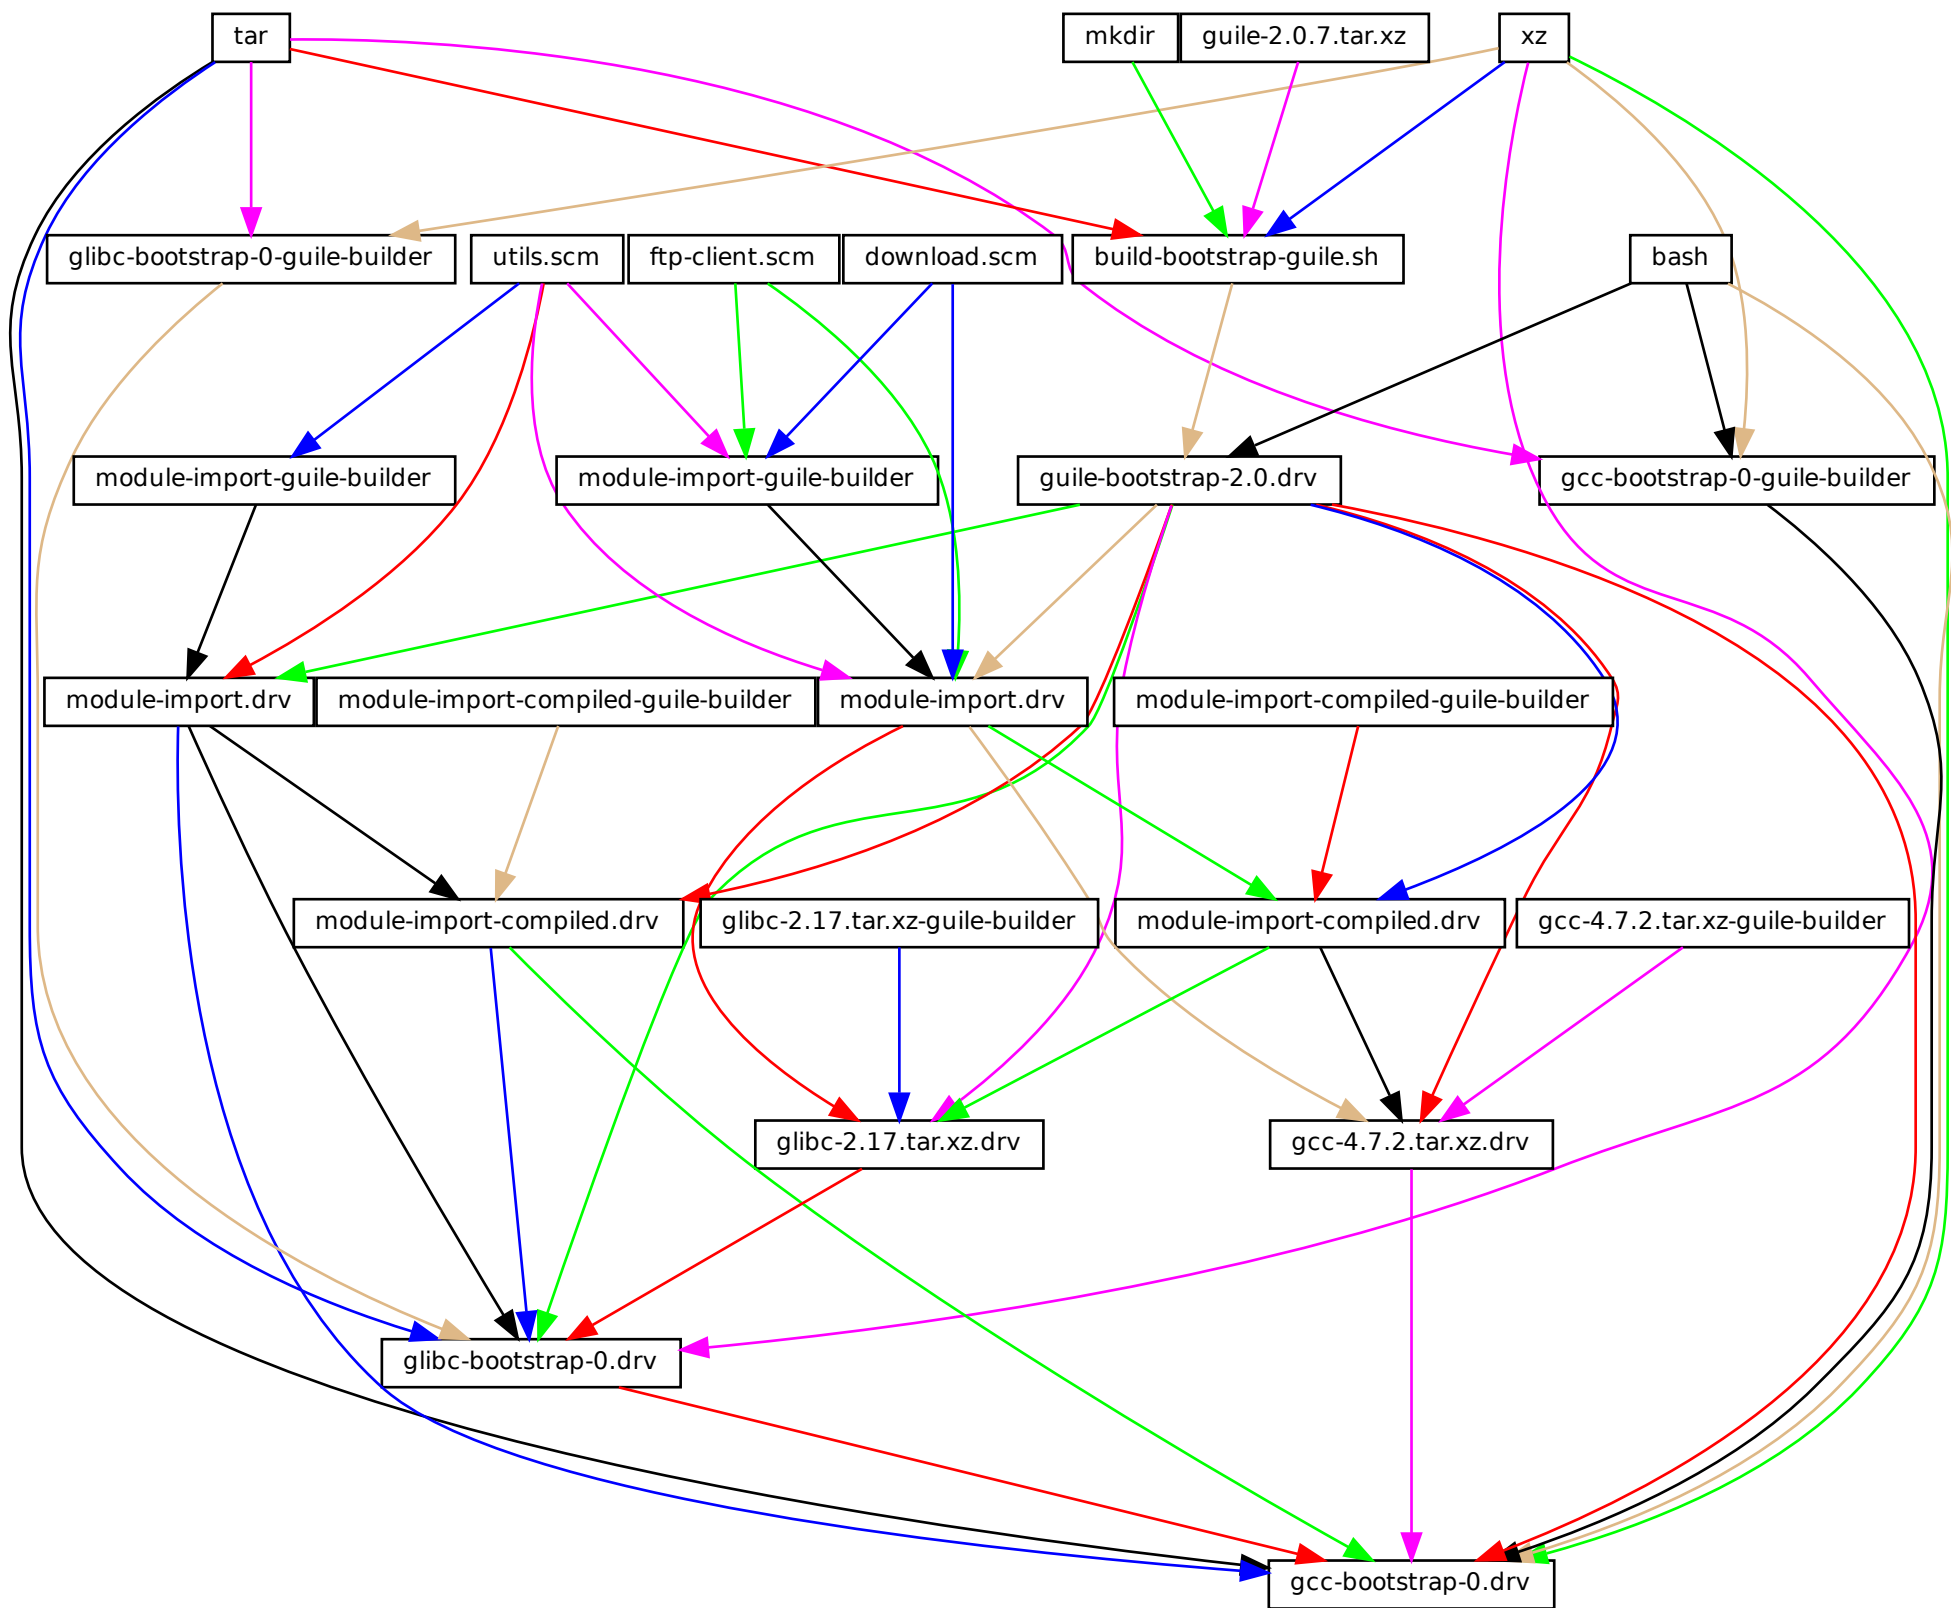 tar
mkdir
guile-2.0.7.tar.xz
xz
glibc-bootstrap-0-guile-builder
utils.scm
ftp-client.scm
download.scm
build-bootstrap-guile.sh
bash
module-import-guile-builder
module-import-guile-builder
guile-bootstrap-2.0.drv
gcc-bootstrap-0-guile-builder
module-import.drv
module-import-compiled-guile-builder
module-import.drv
module-import-compiled-guile-builder
module-import-compiled.drv
glibc-2.17.tar.xz-guile-builder
module-import-compiled.drv
gcc-4.7.2.tar.xz-guile-builder
glibc-2.17.tar.xz.drv
gcc-4.7.2.tar.xz.drv
glibc-bootstrap-0.drv
gcc-bootstrap-0.drv